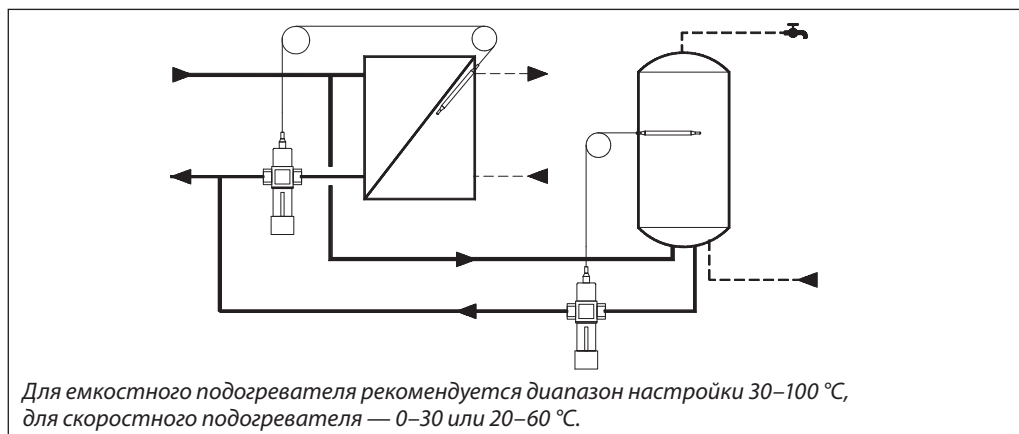 Для емкостного подогревателя рекомендуется диапазон настройки 30–100 °C,
для скоростного подогревателя — 0–30 или 20–60 °C.